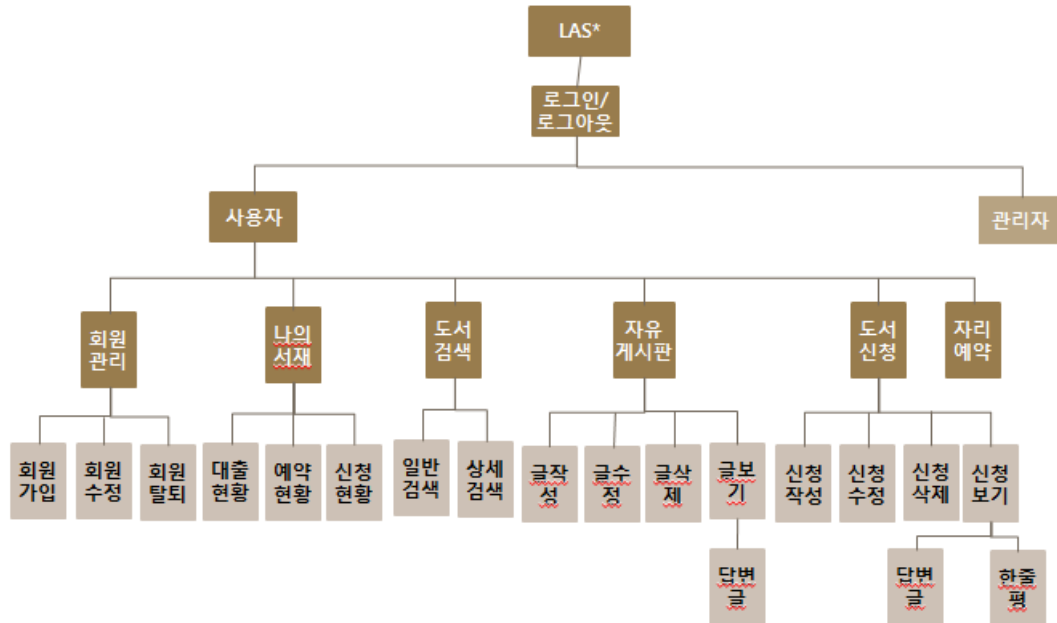 LAS*
로그인/
로그아웃
사용자
관리자
회원
관리
나의
서재
도서
검색
자유
게시판
도서
신청
자리
예약
회원
가입
회원
수정
회원
탈퇴
대출
현황
예약
현황
신청
현황
일반
검색
상세
검색
글작
성
글수
정
글삭
제
글보
기
신청
작성
신청
수정
신청
삭제
신청
보기
답변
글
답변
글
한줄
평